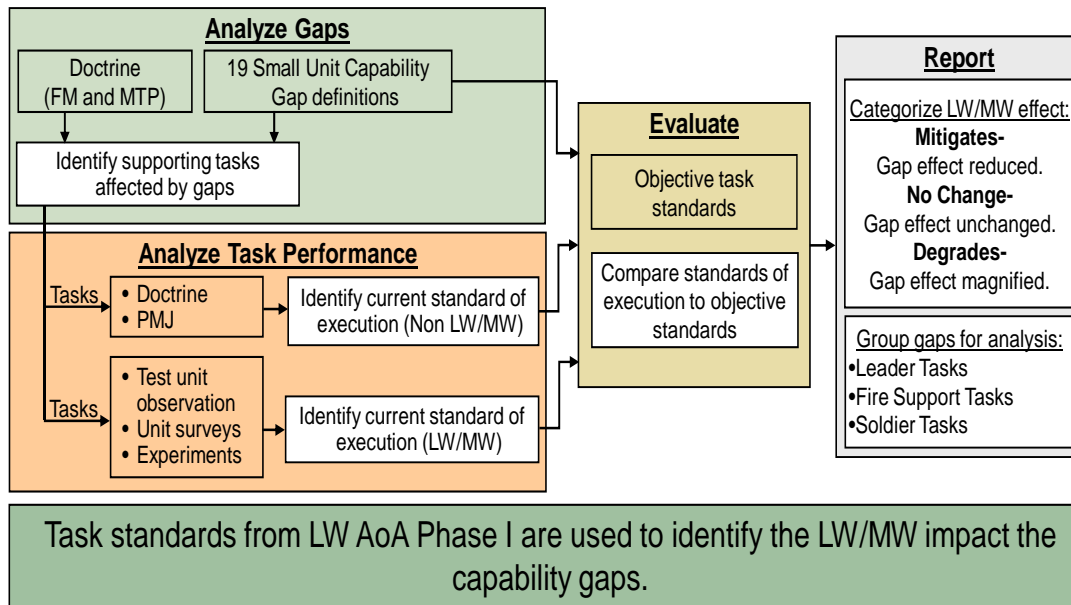 Analyze Gaps
Doctrine
(FM and MTP)
19 Small Unit Capability
Gap definitions
Identify supporting tasks
affected by gaps
Analyze Task Performance
Tasks
• Doctrine
• PMJ
Identify current standard of
execution (Non LW/MW)
Tasks
• Test unit
observation
• Unit surveys
• Experiments
Identify current standard of
execution (LW/MW)
Evaluate
Objective task
standards
Compare standards of
execution to objective
standards
Report
Categorize LW/MW effect:
Mitigates-
Gap effect reduced.
No Change-
Gap effect unchanged.
Degrades-
Gap effect magnified.
Group gaps for analysis:
•Leader Tasks
•Fire Support Tasks
•Soldier Tasks
Task standards from LW AoA Phase I are used to identify the LW/MW impact the
capability gaps.